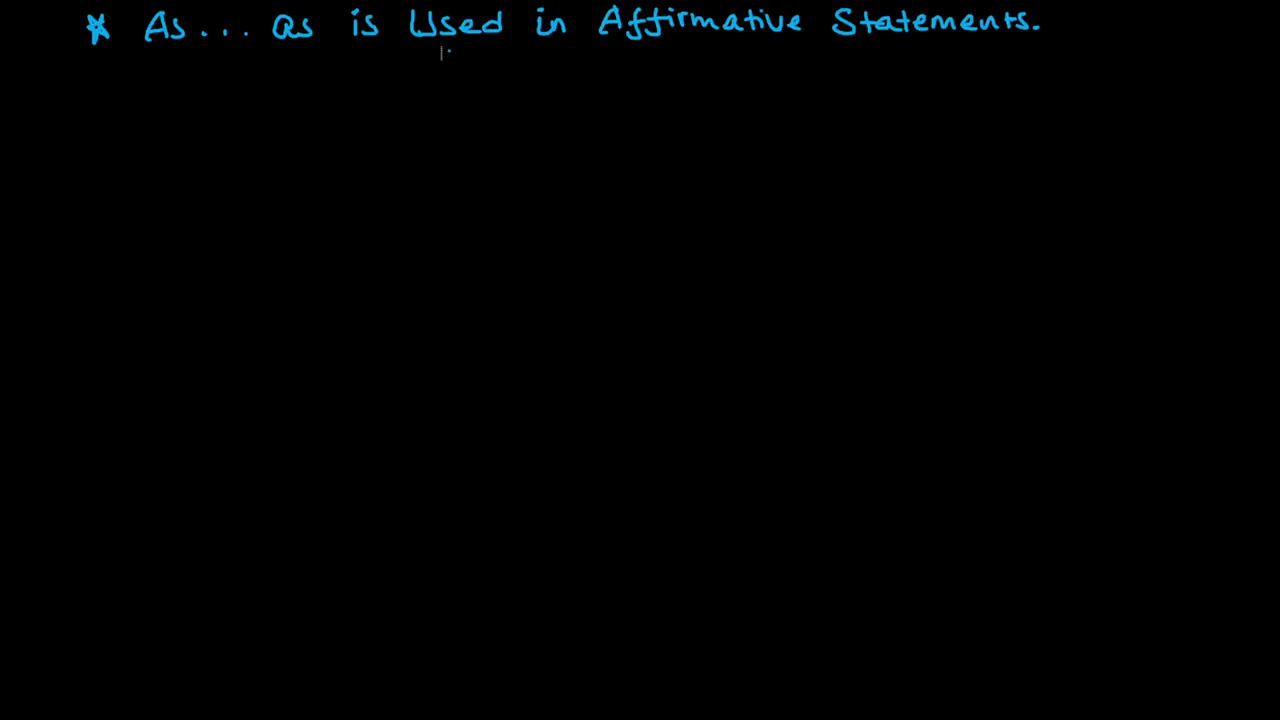 * As... as is Used in Affirmative Statements.